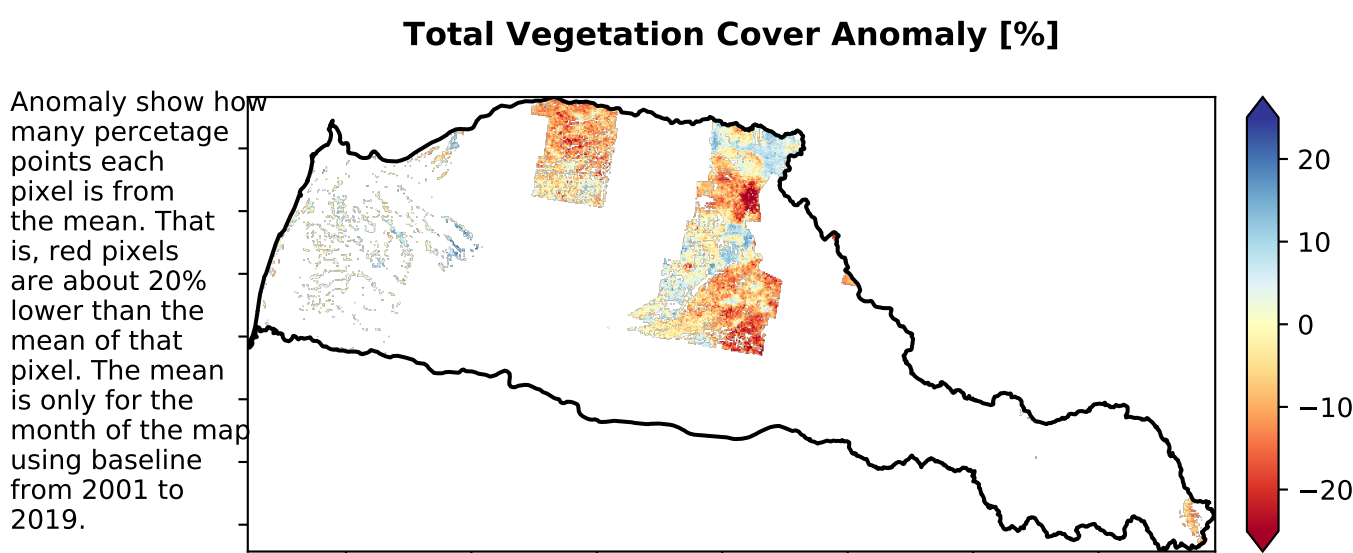 Total Vegetation Cover Anomaly [%]
Anomaly show how
many percetage
points each
pixel is from
the mean. That
is, red pixels
are about 20%
lower than the
mean of that
pixel. The mean
is only for the
month of the map
using baseline
from 2001 to
2019.
20
10
0
−10
−20